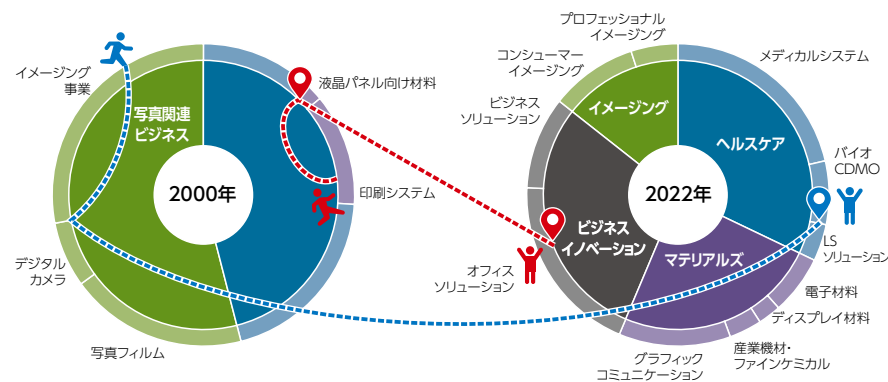 イメージング
事業
写真関連
ビジネス
2000年
液晶パネル向け材料
印刷システム
デジタル
カメラ
写真フィルム
プロフェッショナル
イメージング
コンシューマー
イメージング
ビジネス
ソリューション
メディカルシステム
イメージング
ヘルスケア
バイオ
CDMO
2022年
ビジネス
イノベーション
マテリアルズ
LS
ソリューション
オフィス
ソリューション
電子材料
ディスプレイ材料
産業機材・
ファインケミカル
グラフィック
コミュニケーション